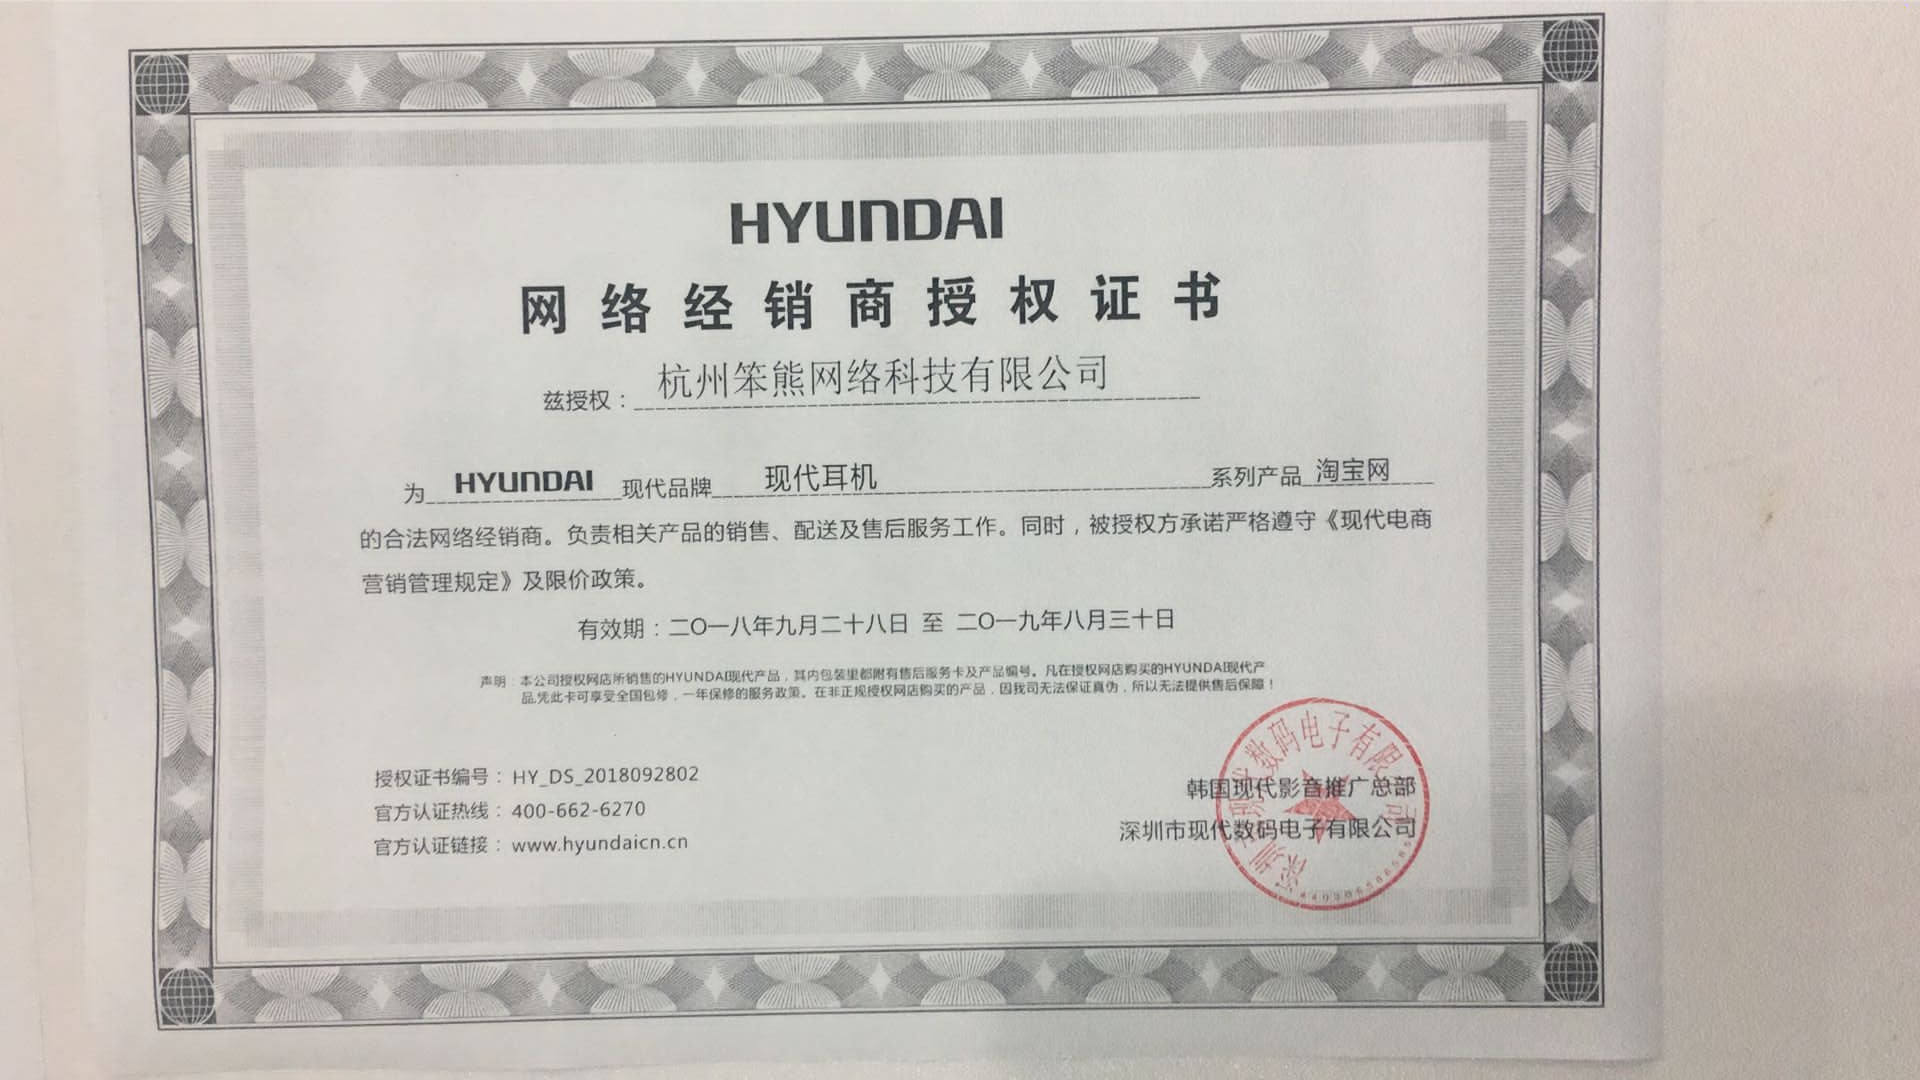 HYUNDAI
网络经销商授权证书
兹授权：杭州笨熊网络科技有限公司
为 HYUNDAI 现代品牌 现代耳机 系列产品 淘宝网
的合法网络经销商。负责相关产品的销售、配送及售后服务工作。同时，被授权方承诺严格遵守《现代电商
营销管理规定》及限价政策。
有效期：二〇一八年九月二十八日 至 二〇一九年八月三十日
声明：本公司授权网店所销售的HYUNDAI现代产品，其内包装里都附有售后服务卡及产品编号。凡在授权网店购买的HYUNDAI现代产
品,凭此卡可享受全国包修，一年保修的服务政策。在非正规授权网店购买的产品，因我司无法保证真伪，所以无法提供售后保障！
授权证书编号：HY_DS_2018092802
官方认证热线：400-662-6270
官方认证链接：www.hyundaicn.cn
韩国现代影音推广总部
深圳市现代数码电子有限公司
深圳市现代数码电子有限公司